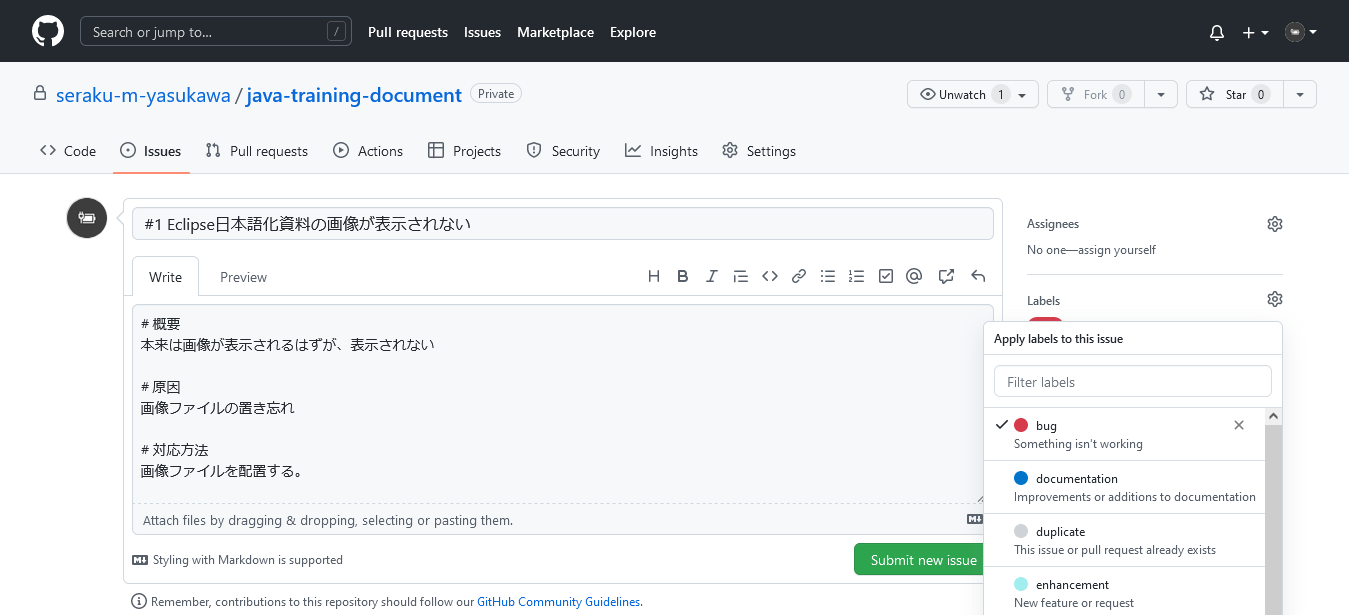 Search or jump to...
/
Pull requests
Issues
Marketplace
Explore
seraku-m-yasukawa / java-training-document
Private
Unwatch 1
Fork 0
Star 0
Code
Issues
Pull requests
Actions
Projects
Security
Insights
Settings
#1 Eclipse日本語化資料の画像が表示されない
Write
Preview
# 概要
本来は画像が表示されるはずが、表示されない
# 原因
画像ファイルの置き忘れ
# 対応方法
画像ファイルを配置する。
Attach files by dragging & dropping, selecting or pasting them.
Styling with Markdown is supported
Submit new issue
Remember, contributions to this repository should follow our GitHub Community Guidelines.
Assignees
No one—assign yourself
Labels
Apply labels to this issue
Filter labels
bug
Something isn't working
documentation
Improvements or additions to documentation
duplicate
This issue or pull request already exists
enhancement
New feature or request